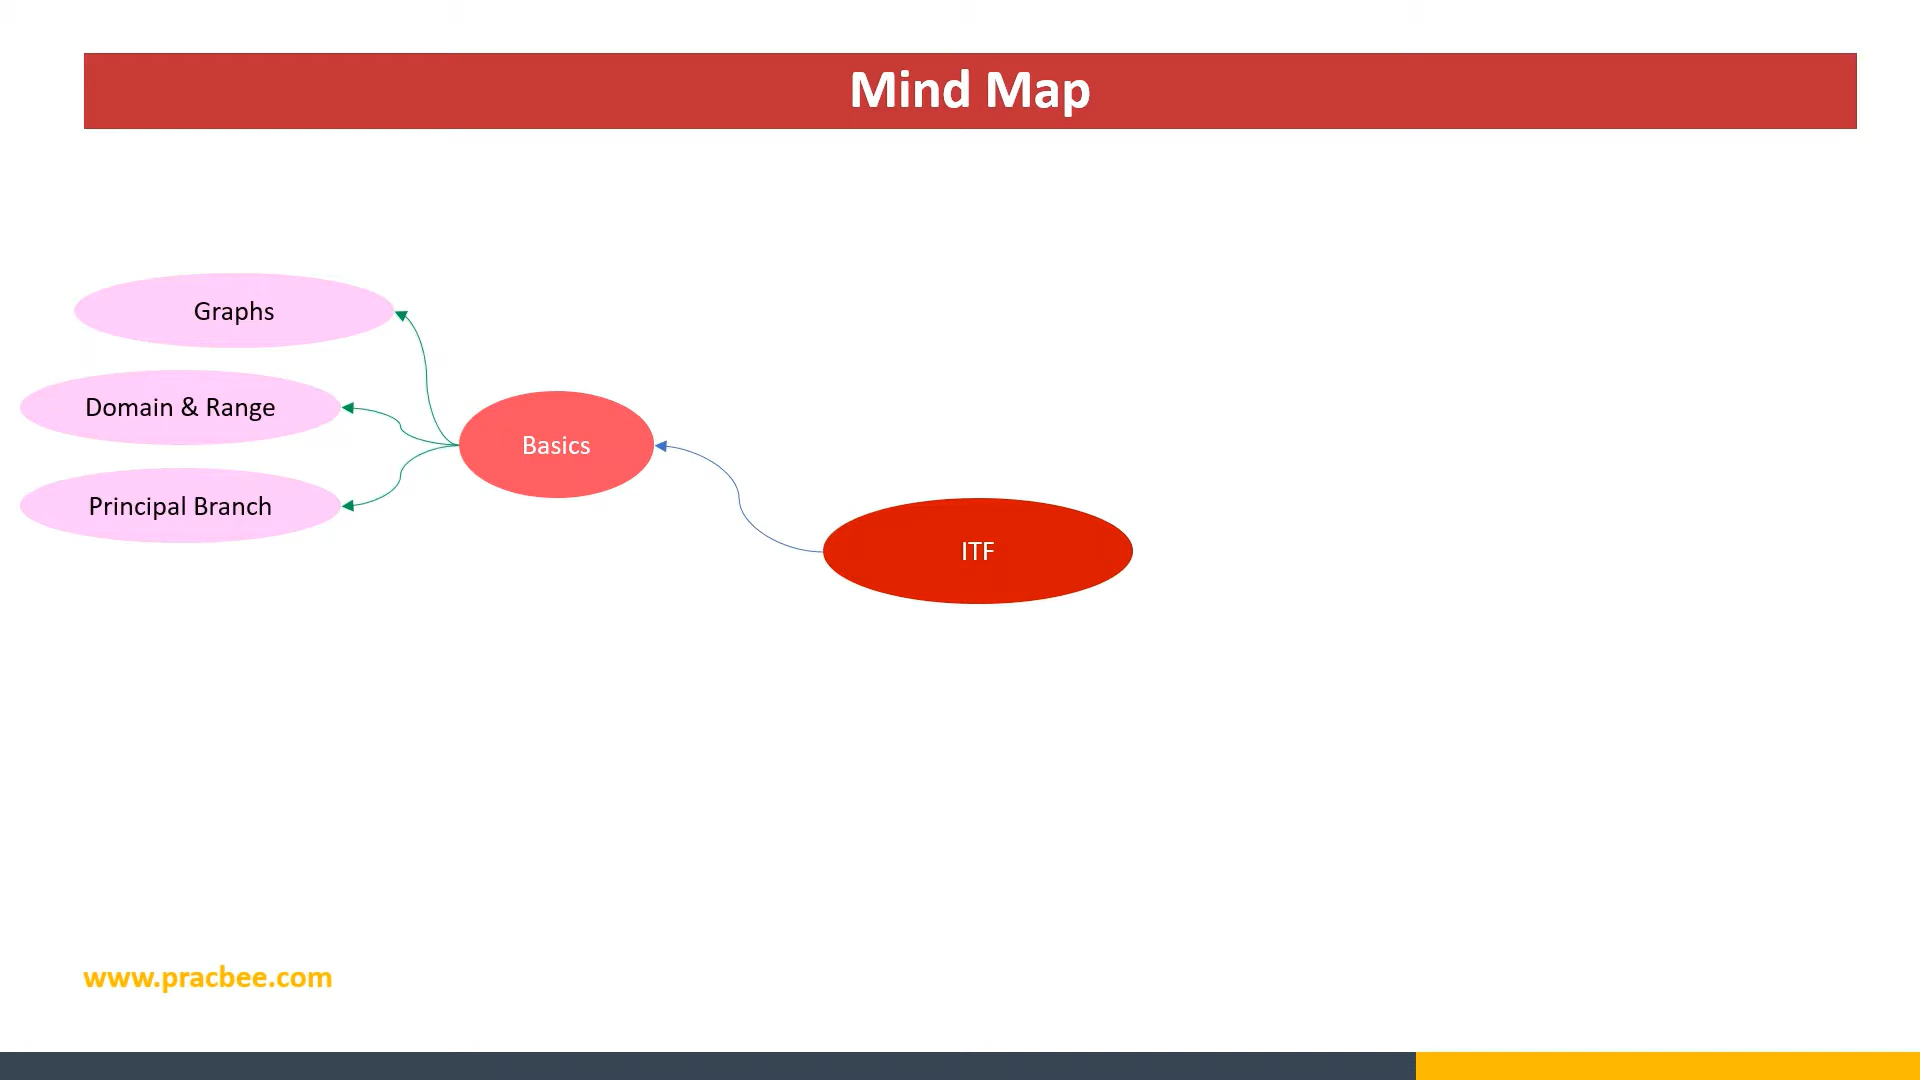 Mind Map
Graphs
Domain & Range
Basics
Principal Branch
ITF
www.pracbee.com